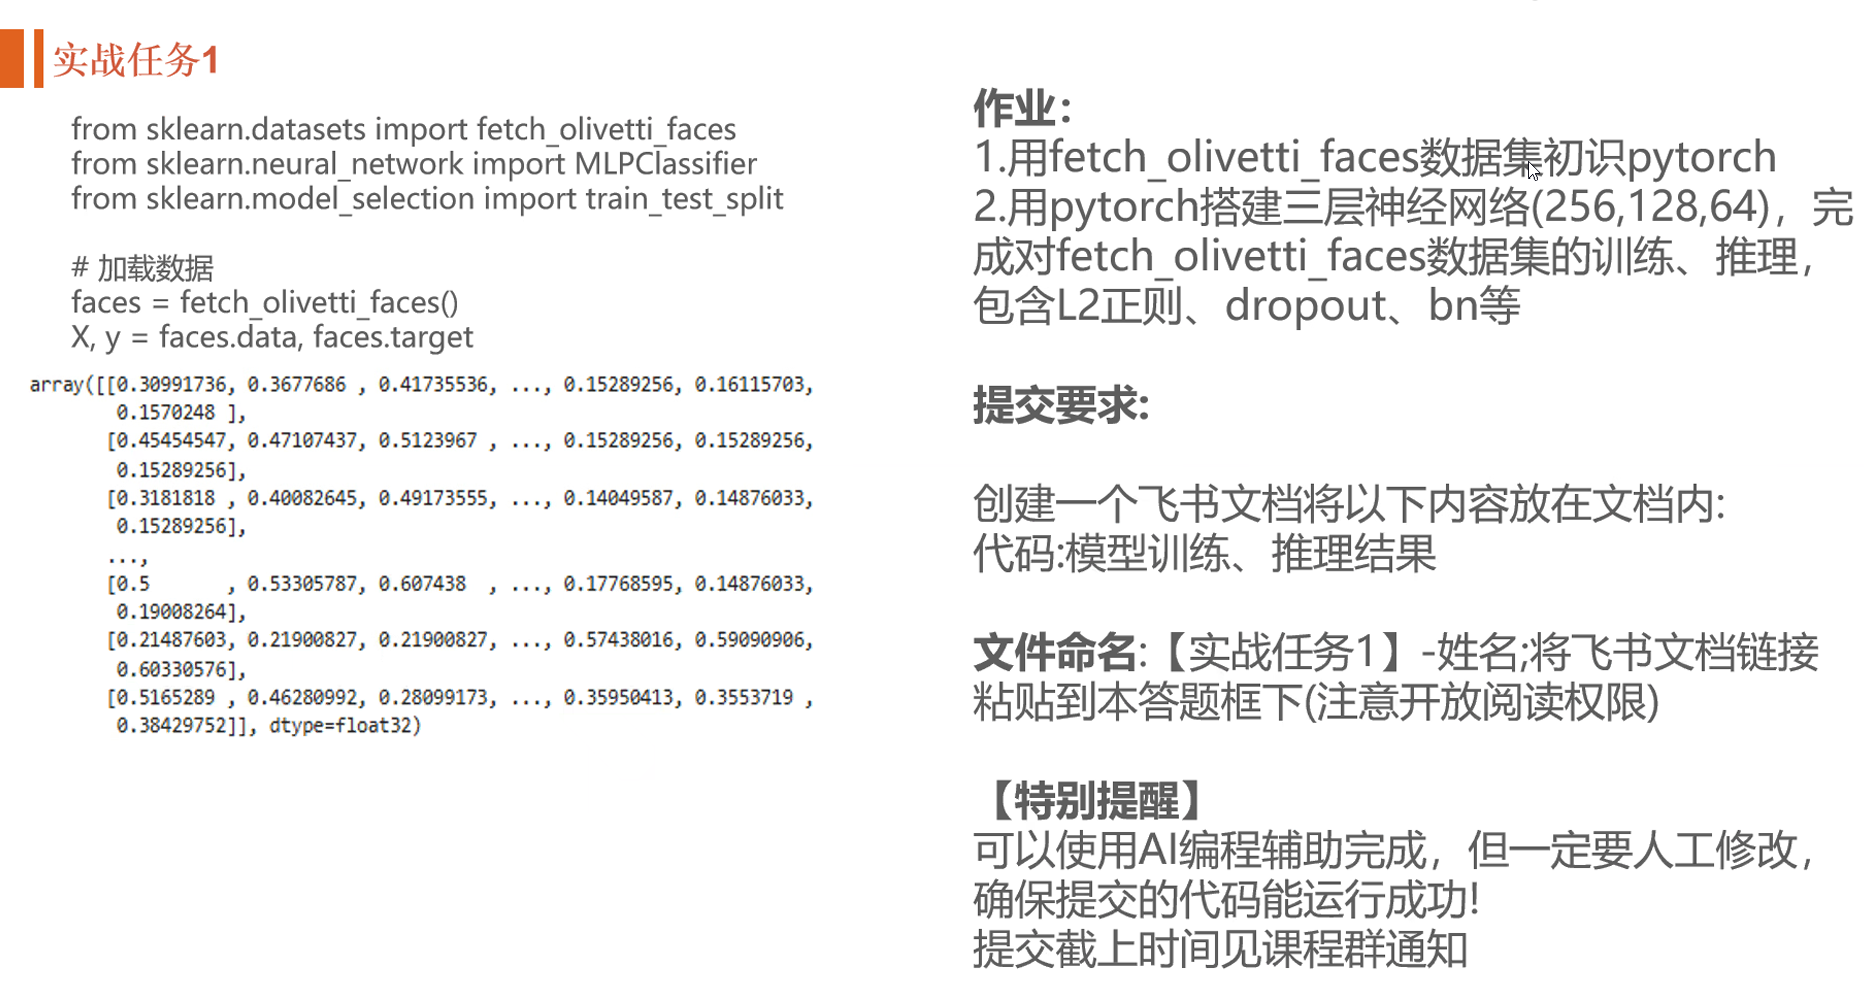 实战任务1
from sklearn.datasets import fetch_olivetti_faces
from sklearn.neural_network import MLPClassifier
from sklearn.model_selection import train_test_split
# 加载数据
faces = fetch_olivetti_faces()
X, y = faces.data, faces.target
array([[0.30991736, 0.3677686 , 0.41735536, ..., 0.15289256, 0.16115703,
0.1570248 ],
[0.45454547, 0.47107437, 0.5123967 , ..., 0.15289256, 0.15289256,
0.15289256],
[0.3181818 , 0.40082645, 0.49173555, ..., 0.14049587, 0.14876033,
0.15289256],
...,
[0.5       , 0.53305787, 0.607438  , ..., 0.17768595, 0.14876033,
0.19008264],
[0.21487603, 0.21900827, 0.21900827, ..., 0.57438016, 0.59090906,
0.60330576],
[0.5165289 , 0.46280992, 0.28099173, ..., 0.35950413, 0.3553719 ,
0.38429752]], dtype=float32)
作业：
1.用fetch_olivetti_faces数据集初识pytorch
2.用pytorch搭建三层神经网络(256,128,64)，完
成对fetch_olivetti_faces数据集的训练、推理，
包含L2正则、dropout、bn等
提交要求:
创建一个飞书文档将以下内容放在文档内:
代码:模型训练、推理结果
文件命名:【实战任务1】-姓名;将飞书文档链接
粘贴到本答题框下(注意开放阅读权限)
【特别提醒】
可以使用AI编程辅助完成，但一定要人工修改，
确保提交的代码能运行成功!
提交截上时间见课程群通知